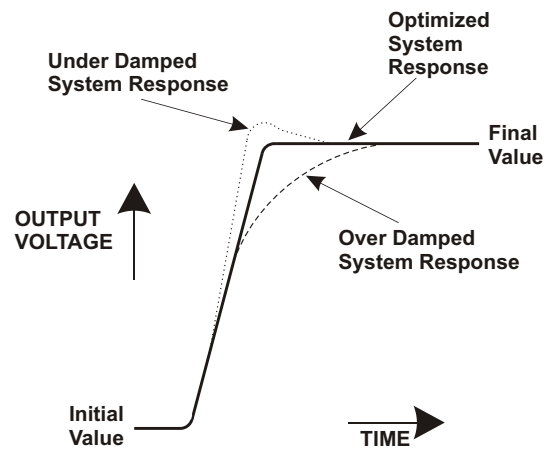 Optimized
System
Response
Under Damped
System Response
Final
Value
OUTPUT
VOLTAGE
Over Damped
System Response
Initial
Value
TIME